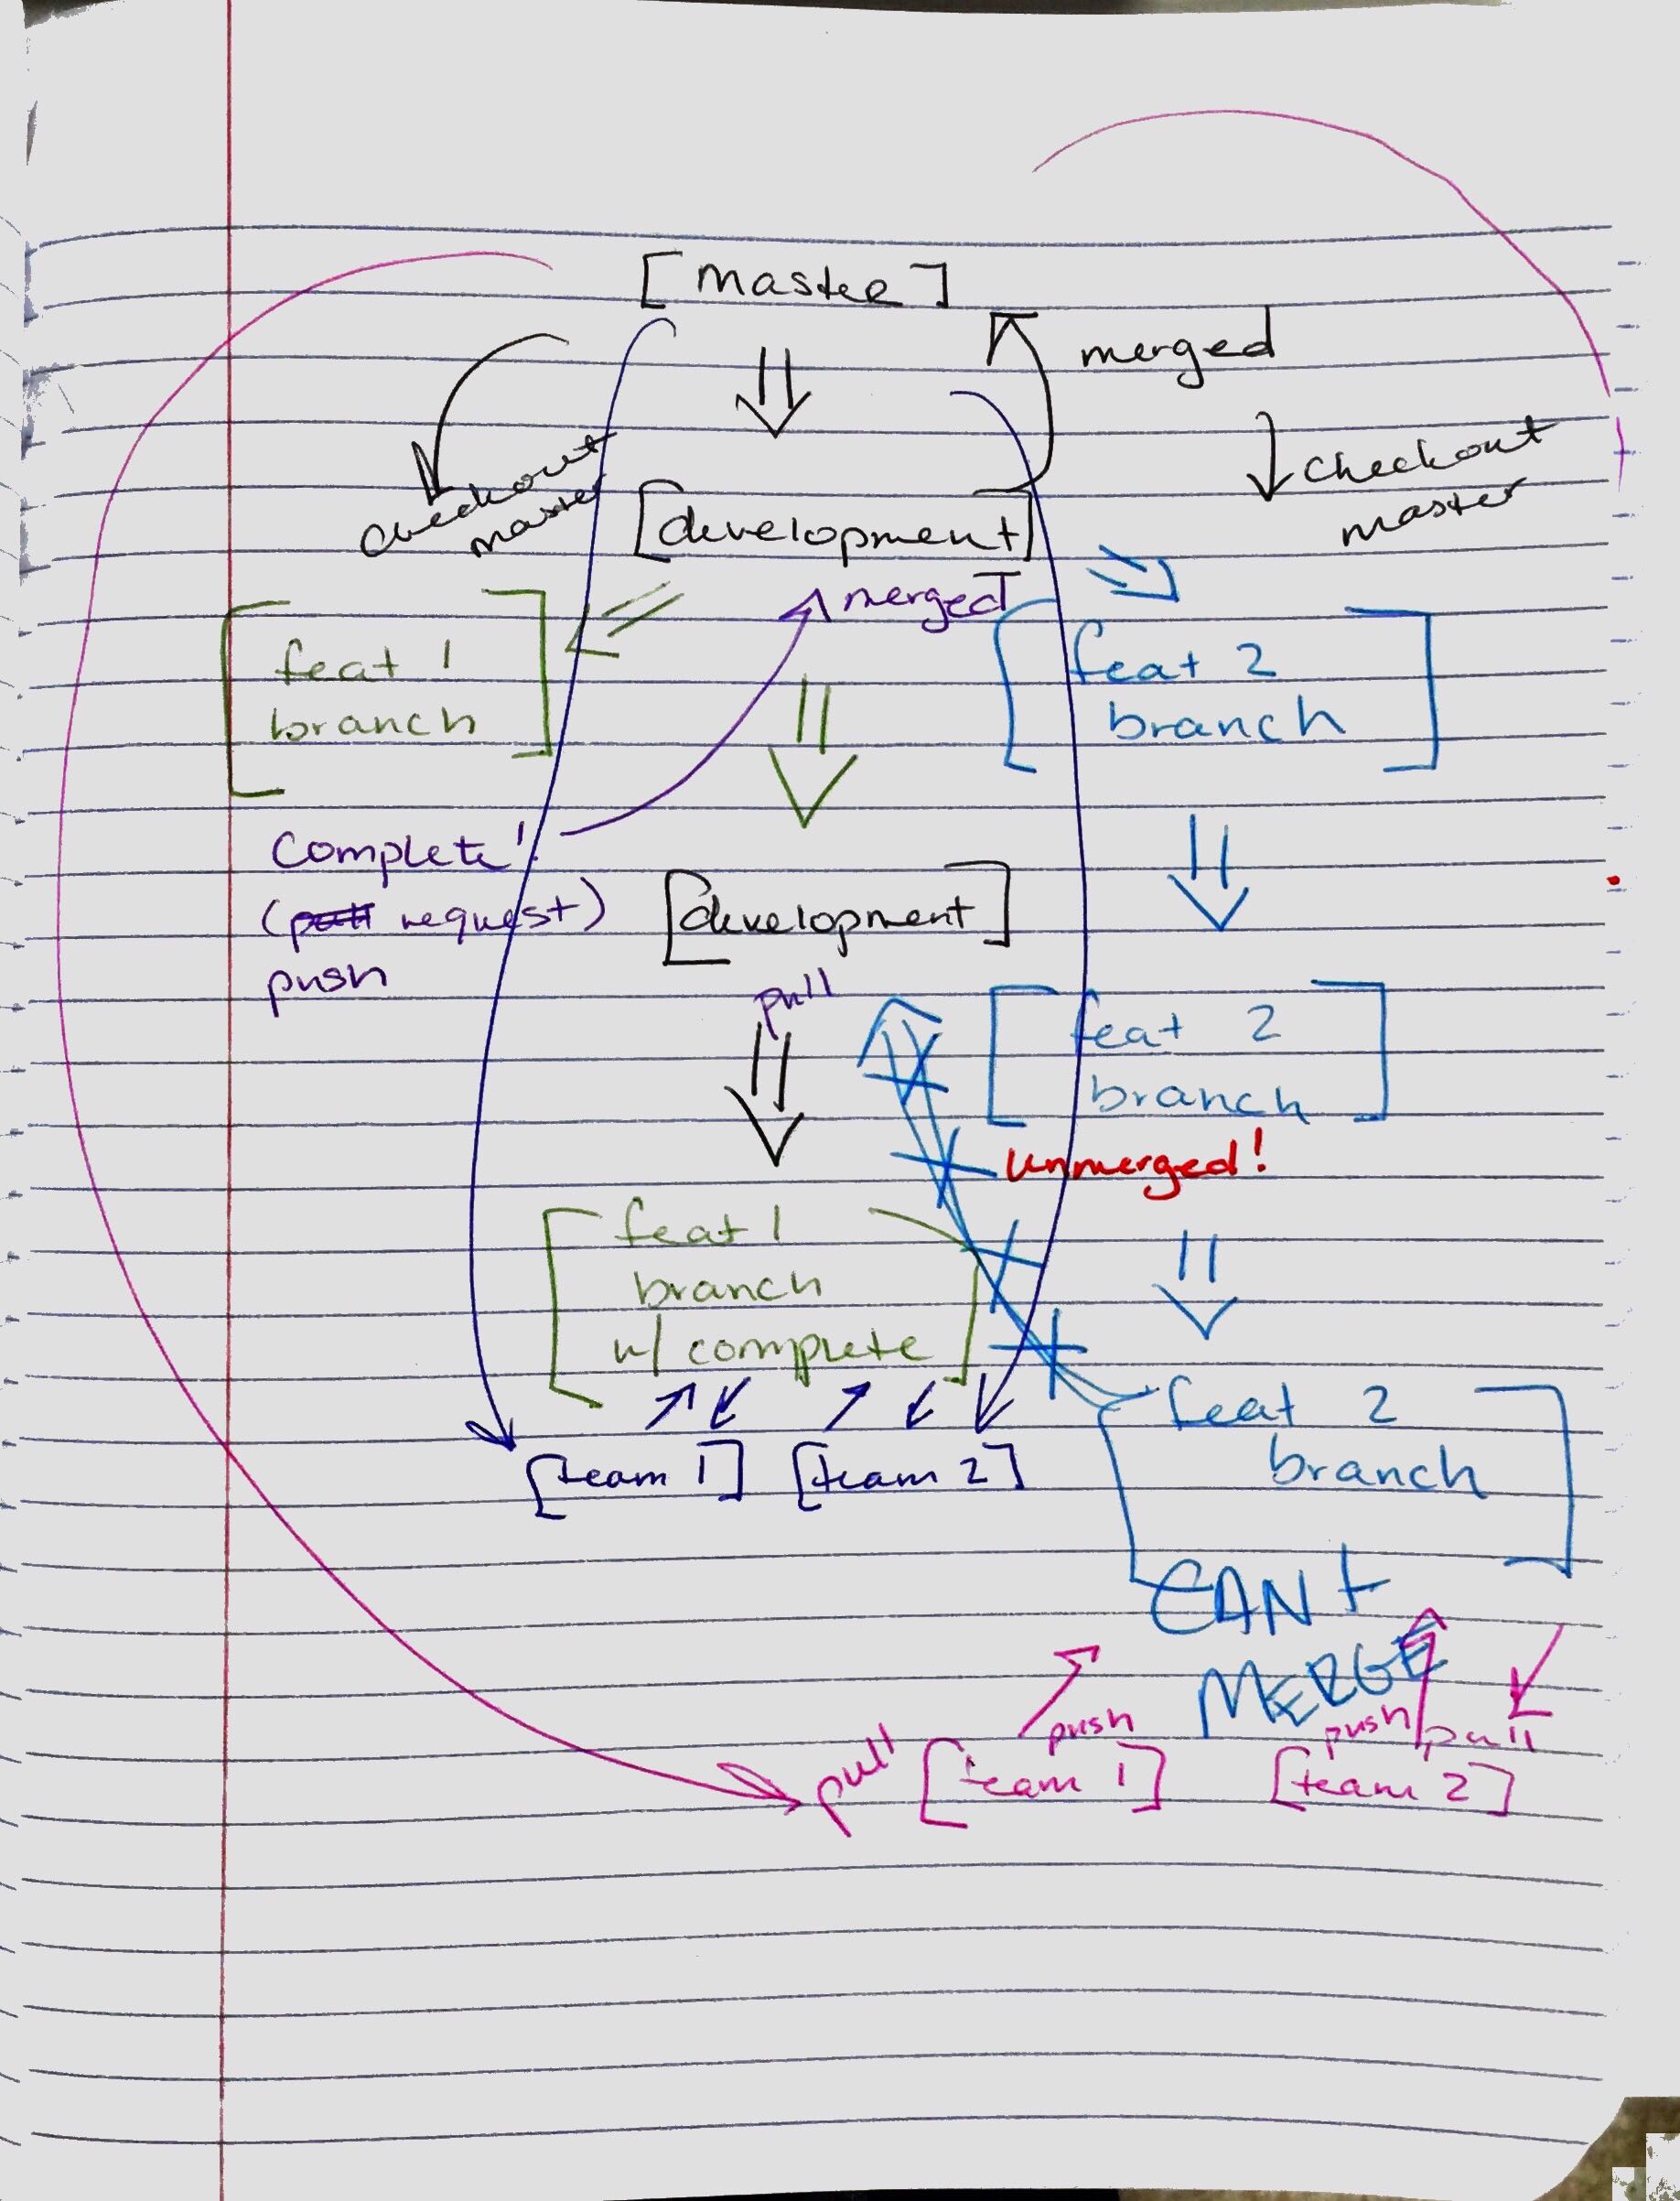 [master]
merged
checkout
master
checkout
master
[development]
merged
feat 1
branch
feat 2
branch
complete!
(pull request)
push
[development]
pull
feat 2
branch
unmerged!
feat 1
branch
w/ complete
[team 1] [team 2]
feat 2
branch
CANt
MERGE
push
push/pull
pull [team 1] [team 2]